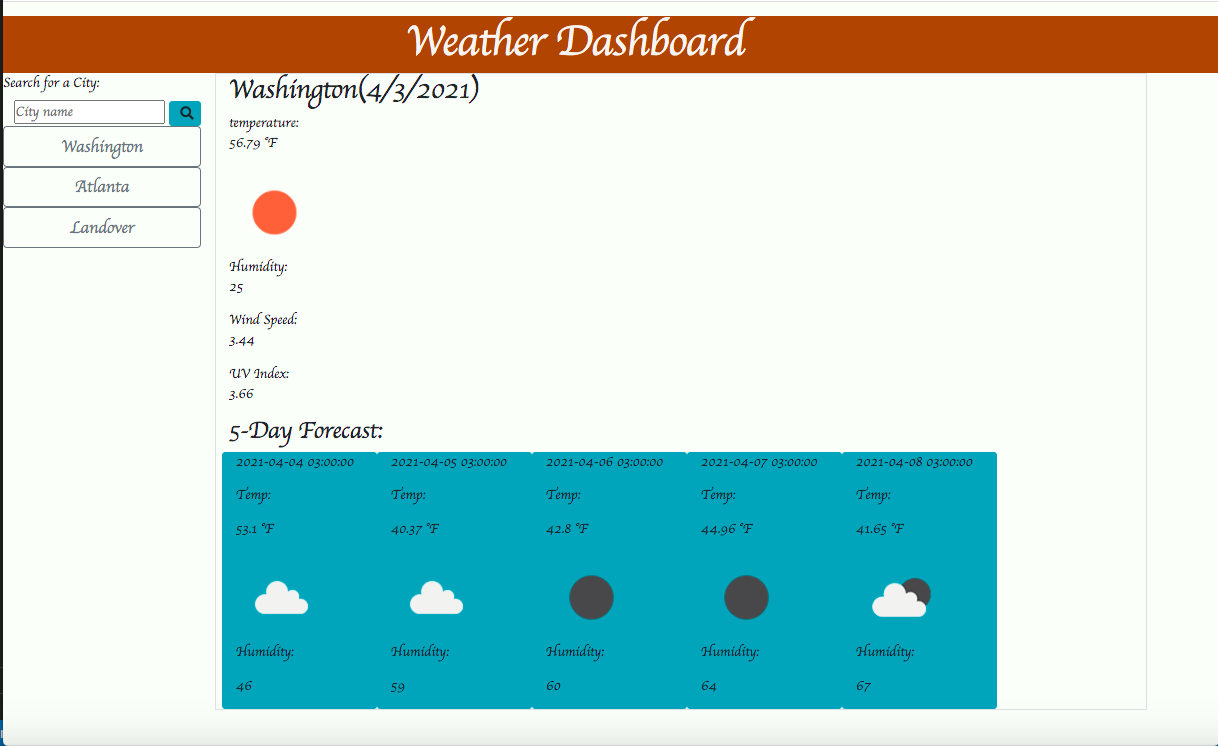 Weather Dashboard
Search for a City:
City name
Washington
Atlanta
Landover
Washington(4/3/2021)
temperature:
56.79 °F
Humidity:
25
Wind Speed:
3.44
UV Index:
3.66
5-Day Forecast:
2021-04-04 03:00:00
Temp:
53.1 °F
Humidity:
46
2021-04-05 03:00:00
Temp:
40.37 °F
Humidity:
59
2021-04-06 03:00:00
Temp:
42.8 °F
Humidity:
60
2021-04-07 03:00:00
Temp:
44.96 °F
Humidity:
64
2021-04-08 03:00:00
Temp:
41.65 °F
Humidity:
67